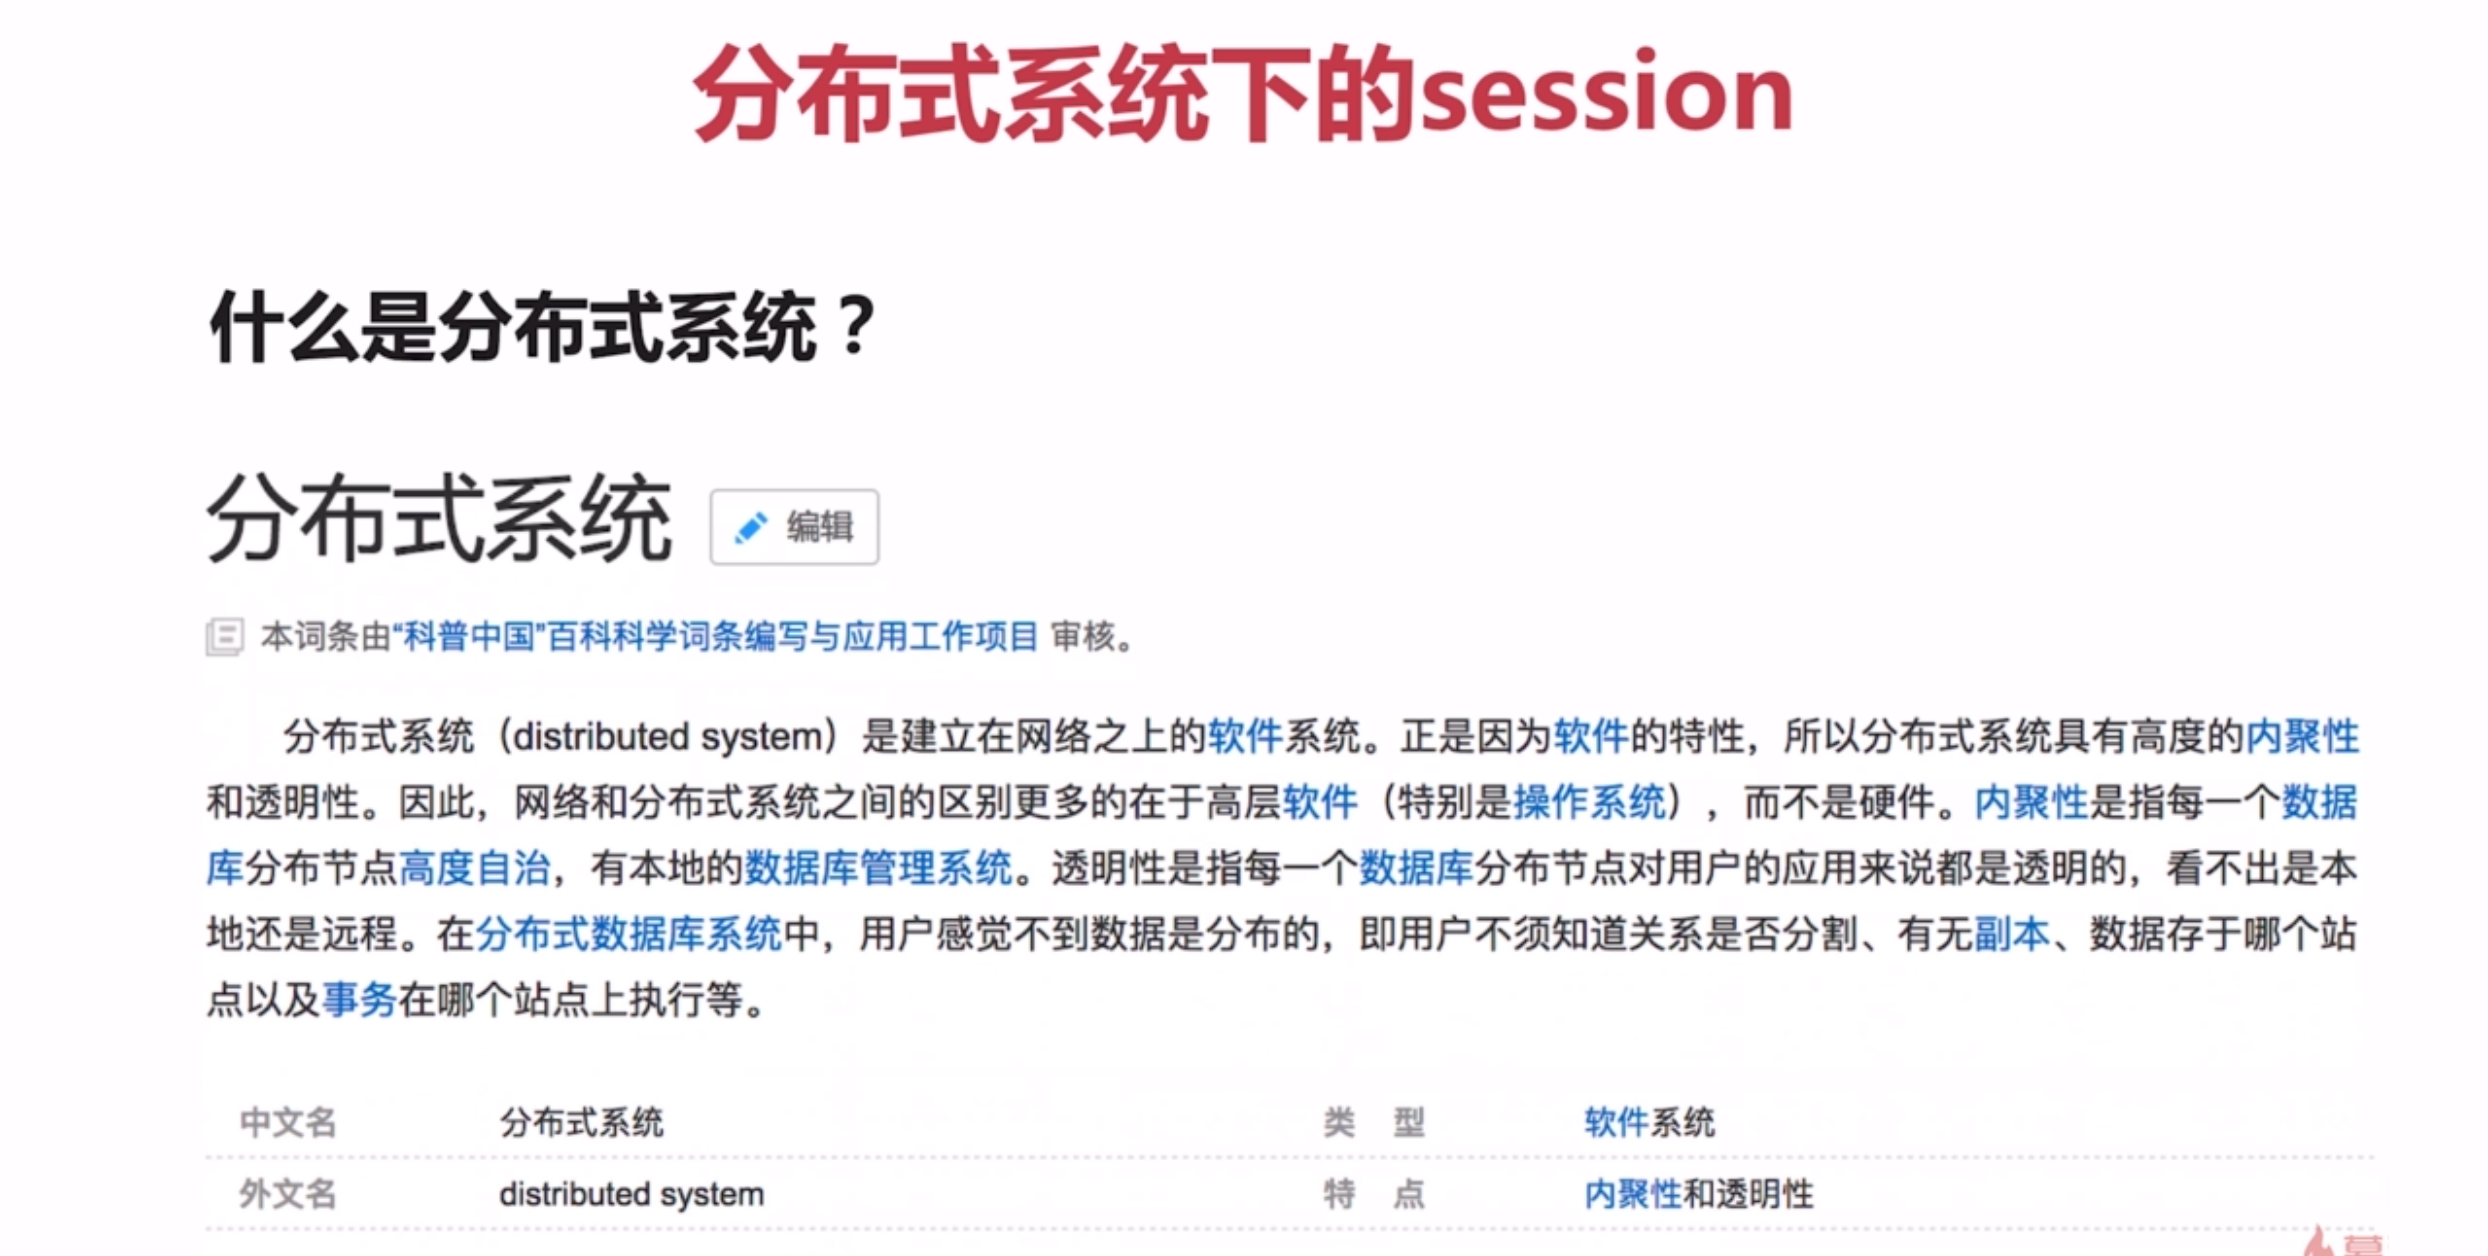 分布式系统下的session
什么是分布式系统？
分布式系统 编辑
本词条由“科普中国”百科科学词条编写与应用工作项目 审核。
分布式系统（distributed system）是建立在网络之上的软件系统。正是因为软件的特性，所以分布式系统具有高度的内聚性
和透明性。因此，网络和分布式系统之间的区别更多的在于高层软件（特别是操作系统），而不是硬件。内聚性是指每一个数据
库分布节点高度自治，有本地的数据库管理系统。透明性是指每一个数据库分布节点对用户的应用来说都是透明的，看不出是本
地还是远程。在分布式数据库系统中，用户感觉不到数据是分布的，即用户不须知道关系是否分割、有无副本、数据存于哪个站
点以及事务在哪个站点上执行等。
中文名 分布式系统 类 型 软件系统
外文名 distributed system 特 点 内聚性和透明性